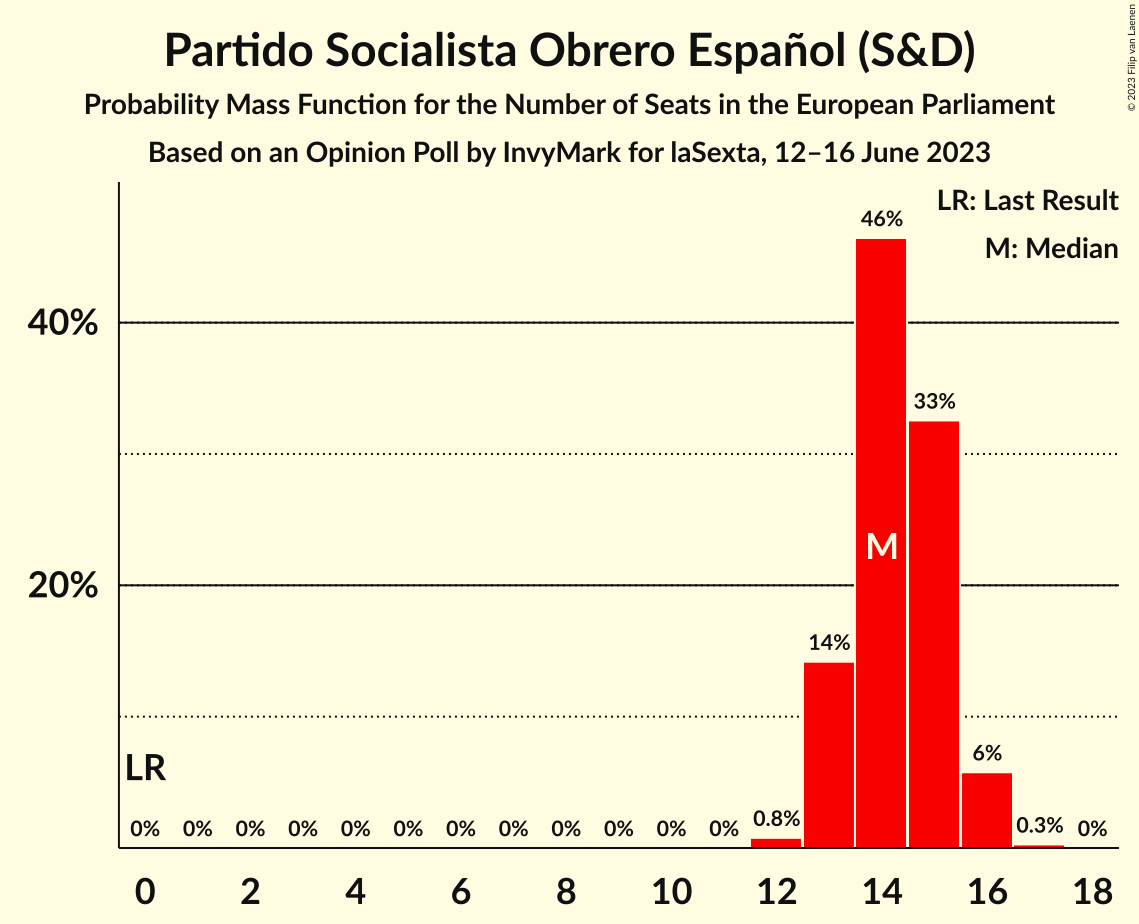 Partido Socialista Obrero Español (S&D)
Probability Mass Function for the Number of Seats in the European Parliament
Based on an Opinion Poll by InvyMark for laSexta, 12–16 June 2023
© 2023 Filip van Laenen
LR: Last Result
M: Median
46%
40%
33%
M
20%
14%
LR
6%
0% 0% 0% 0% 0% 0% 0% 0% 0% 0% 0% 0% 0.8% 0.3% 0%
0 2 4 6 8 10 12 14 16 18